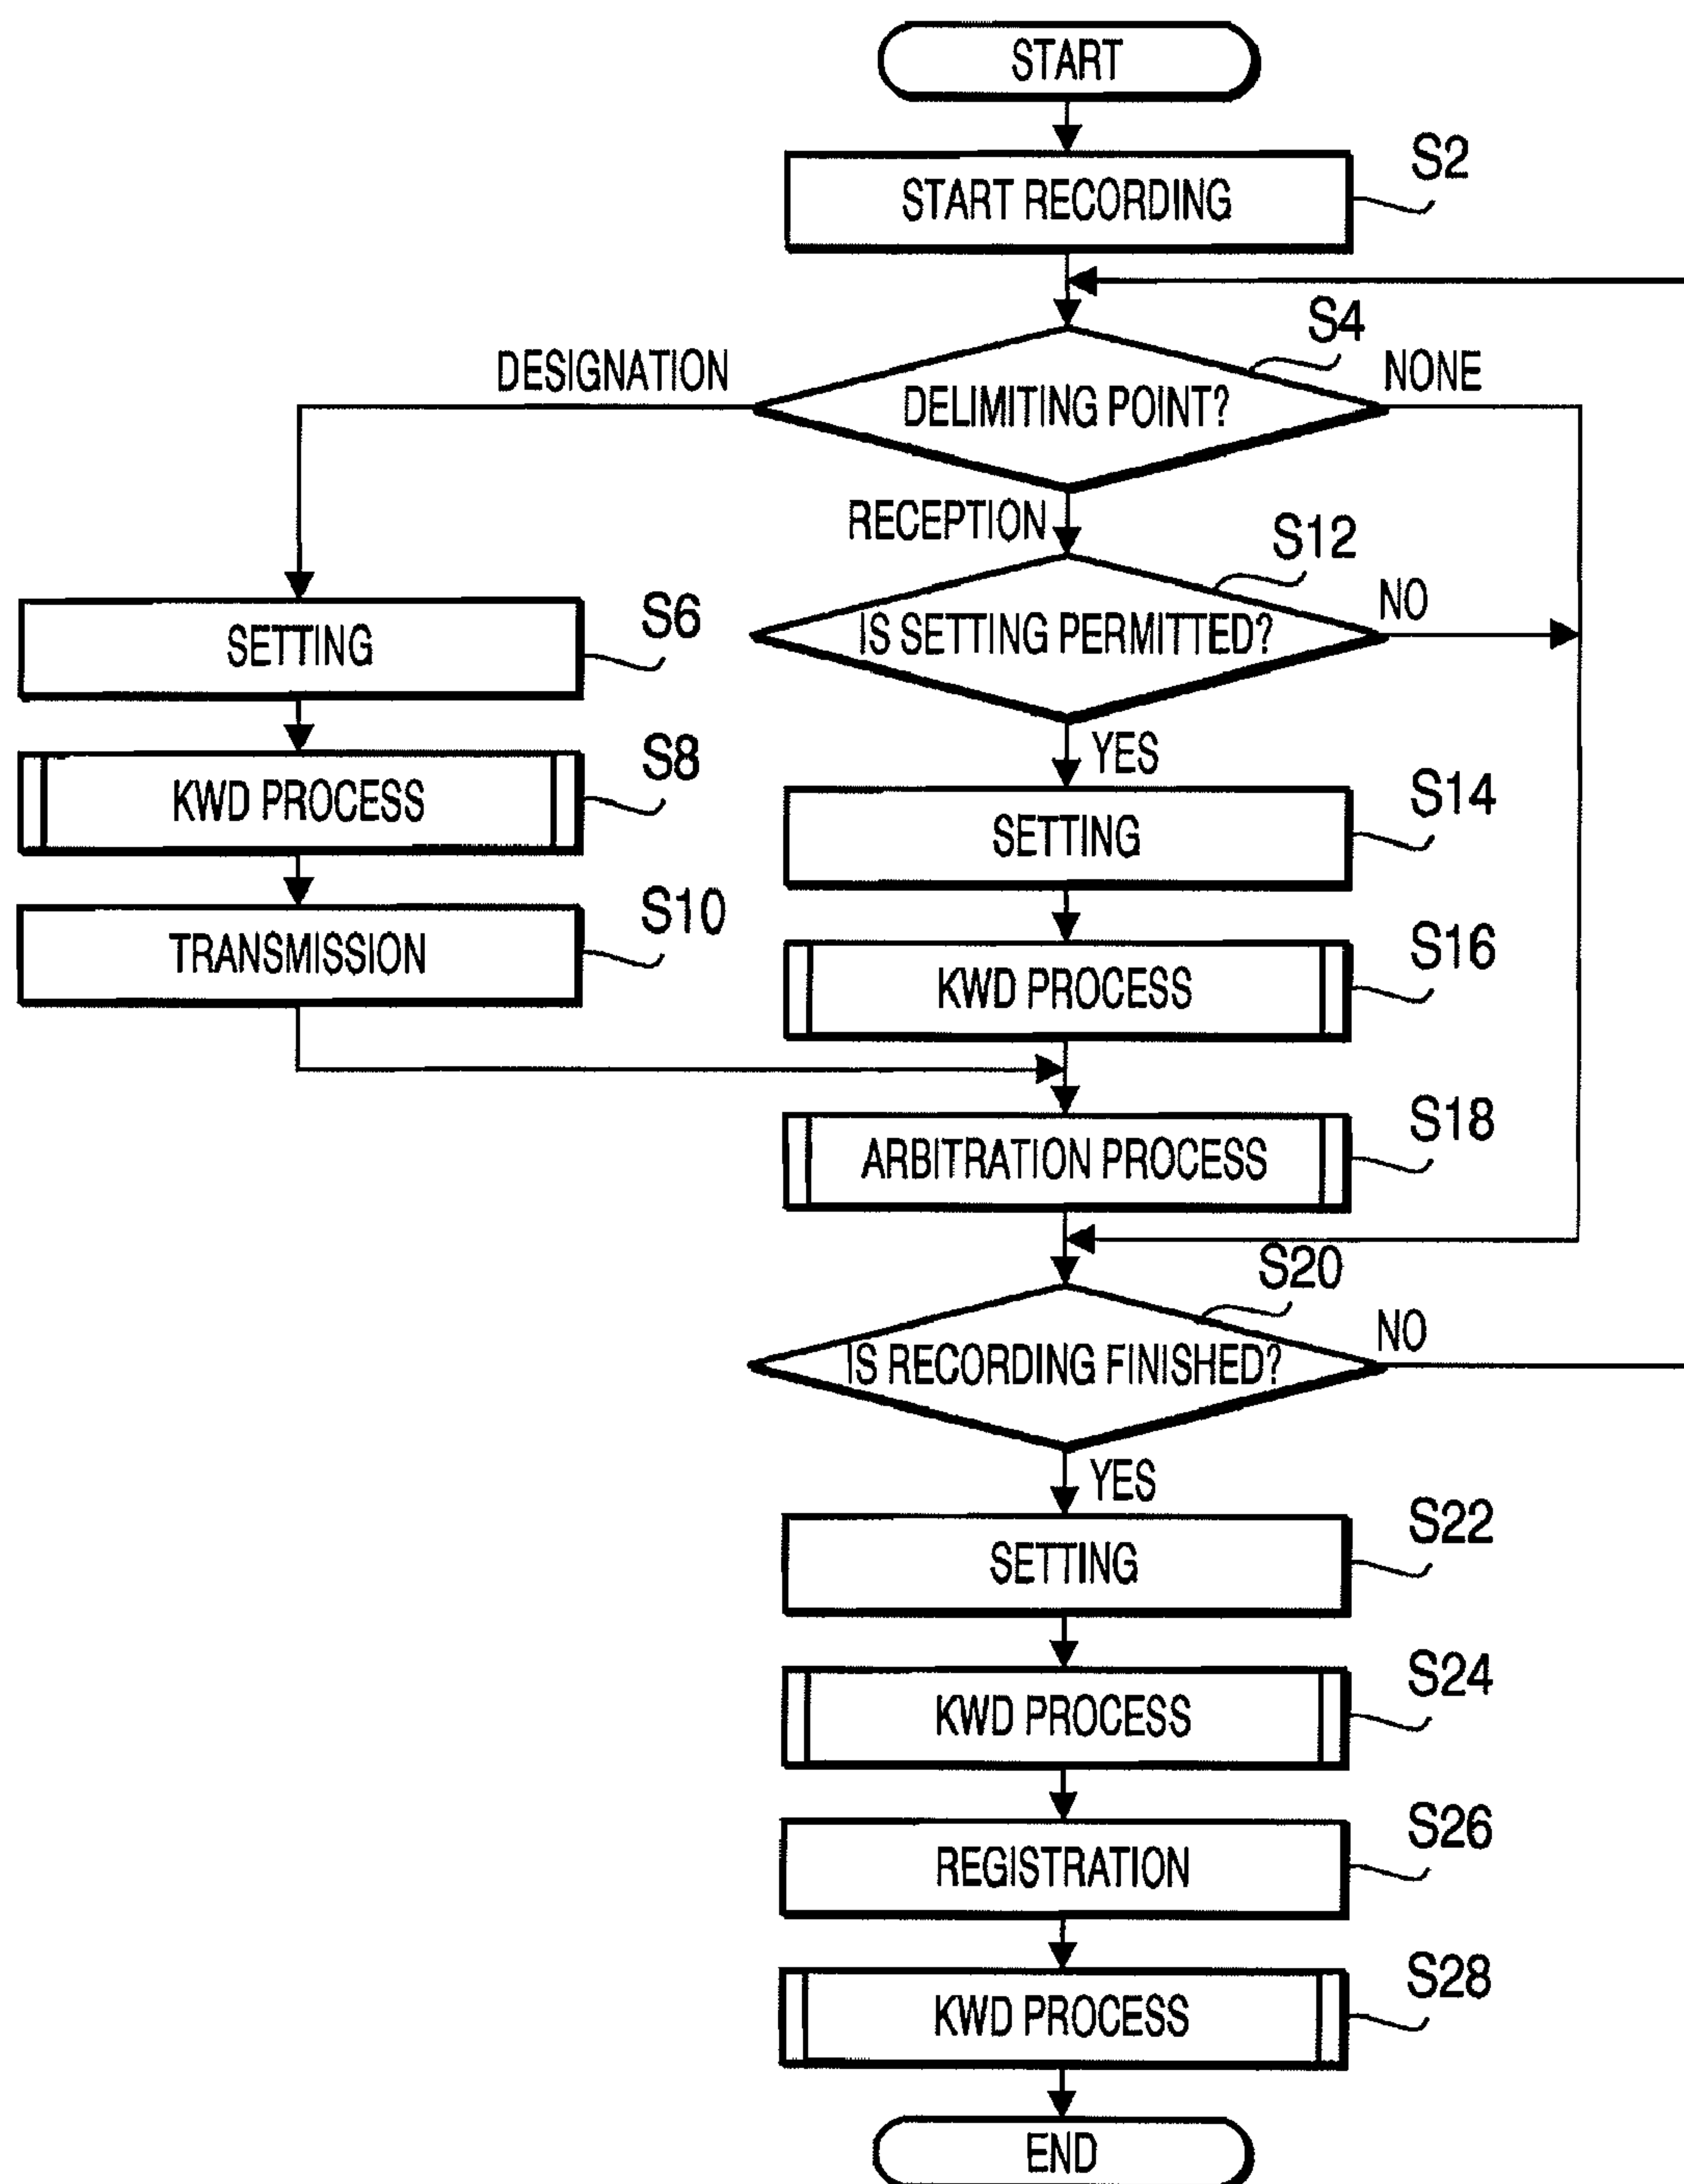 START
START RECORDING
S2
S4
DESIGNATION
DELIMITING POINT?
NONE
RECEPTION
S12
IS SETTING PERMITTED?
NO
SETTING
S6
YES
KWD PROCESS
S8
SETTING
S14
TRANSMISSION
S10
KWD PROCESS
S16
ARBITRATION PROCESS
S18
S20
IS RECORDING FINISHED?
NO
YES
SETTING
S22
KWD PROCESS
S24
REGISTRATION
S26
KWD PROCESS
S28
END